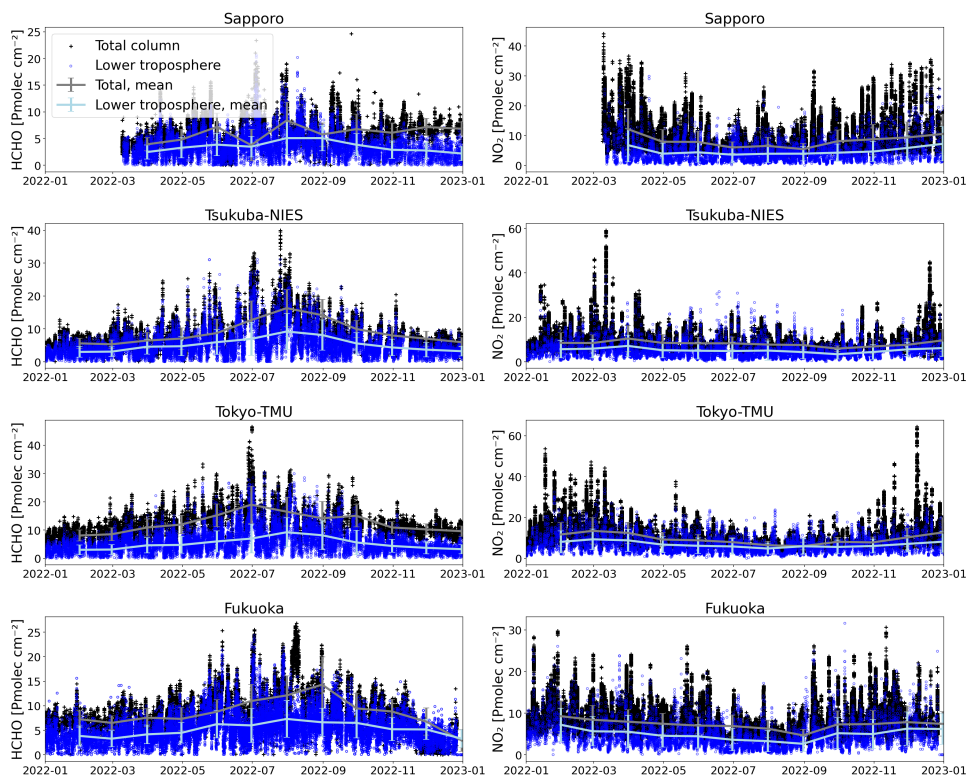 Sapporo
HCHO [Pmolec cm⁻²]
25
20
15
10
5
0
+ Total column
Lower troposphere
Total, mean
Lower troposphere, mean
2022-01 2022-03 2022-05 2022-07 2022-09 2022-11 2023-01
Sapporo
NO₂ [Pmolec cm⁻²]
40
30
20
10
0
2022-01 2022-03 2022-05 2022-07 2022-09 2022-11 2023-01
Tsukuba-NIES
HCHO [Pmolec cm⁻²]
40
30
20
10
0
2022-01 2022-03 2022-05 2022-07 2022-09 2022-11 2023-01
Tsukuba-NIES
NO₂ [Pmolec cm⁻²]
60
40
20
0
2022-01 2022-03 2022-05 2022-07 2022-09 2022-11 2023-01
Tokyo-TMU
HCHO [Pmolec cm⁻²]
40
30
20
10
0
2022-01 2022-03 2022-05 2022-07 2022-09 2022-11 2023-01
Tokyo-TMU
NO₂ [Pmolec cm⁻²]
60
40
20
0
2022-01 2022-03 2022-05 2022-07 2022-09 2022-11 2023-01
Fukuoka
HCHO [Pmolec cm⁻²]
25
20
15
10
5
0
2022-01 2022-03 2022-05 2022-07 2022-09 2022-11 2023-01
Fukuoka
NO₂ [Pmolec cm⁻²]
30
20
10
0
2022-01 2022-03 2022-05 2022-07 2022-09 2022-11 2023-01